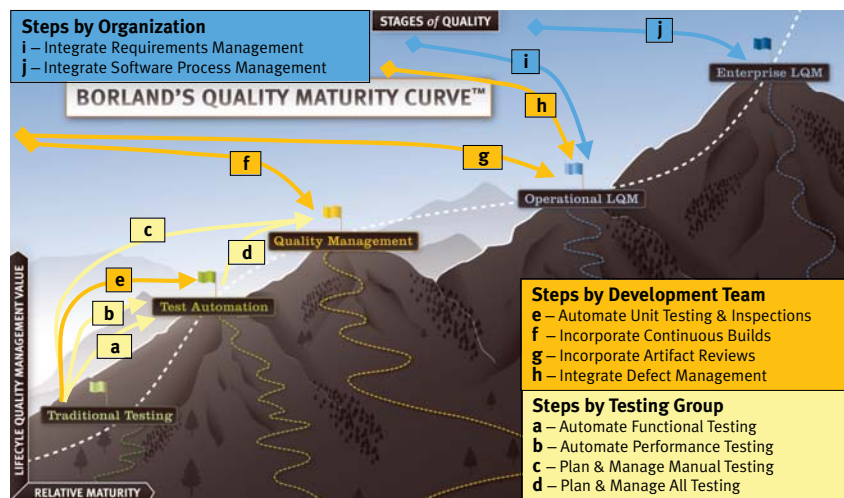 Steps by Organization
i – Integrate Requirements Management
j – Integrate Software Process Management
STAGES of QUALITY
j
i
Enterprise LQM
BORLAND'S QUALITY MATURITY CURVE™
h
g
f
Operational LQM
c
d
Quality Management
e
Test Automation
b
a
Traditional Testing
LIFECYLE QUALITY MANAGEMENT VALUE
RELATIVE MATURITY
Steps by Development Team
e – Automate Unit Testing & Inspections
f – Incorporate Continuous Builds
g – Incorporate Artifact Reviews
h – Integrate Defect Management
Steps by Testing Group
a – Automate Functional Testing
b – Automate Performance Testing
c – Plan & Manage Manual Testing
d – Plan & Manage All Testing